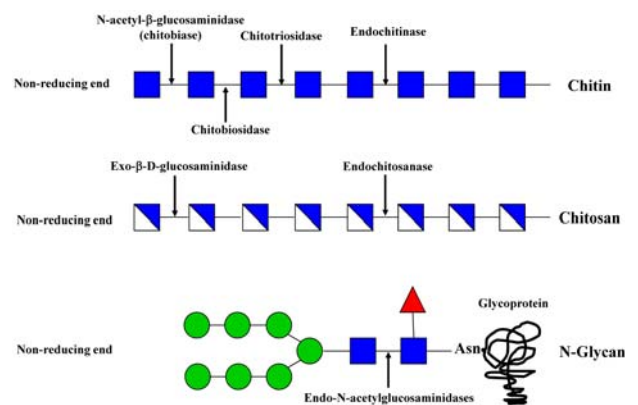 N-acetyl-β-glucosaminidase
(chitobiase)
Chitotriosidase
Endochitinase
Non-reducing end
Chitin
Chitobiosidase
Exo-β-D-glucosaminidase
Endochitosanase
Non-reducing end
Chitosan
Glycoprotein
Non-reducing end
Asn
N-Glycan
Endo-N-acetylglucosaminidases